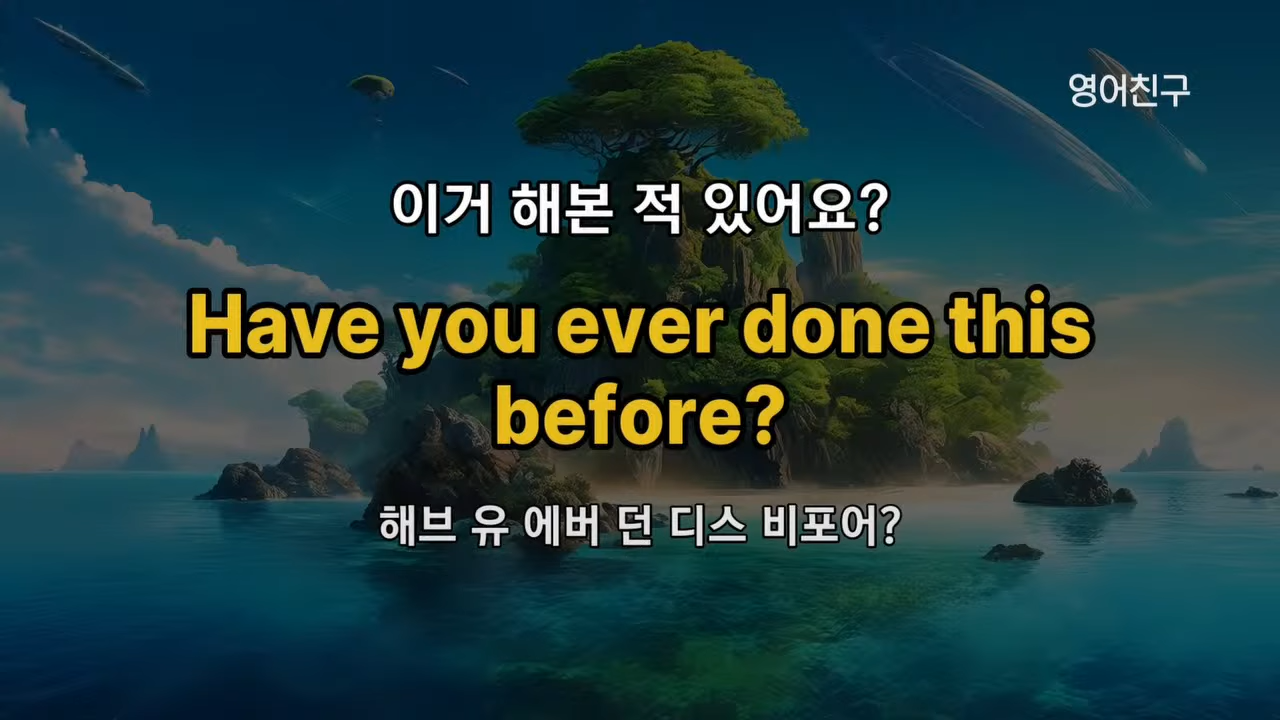 영어친구
이거 해본 적 있어요?
Have you ever done this
before?
해브 유 에버 던 디스 비포어?